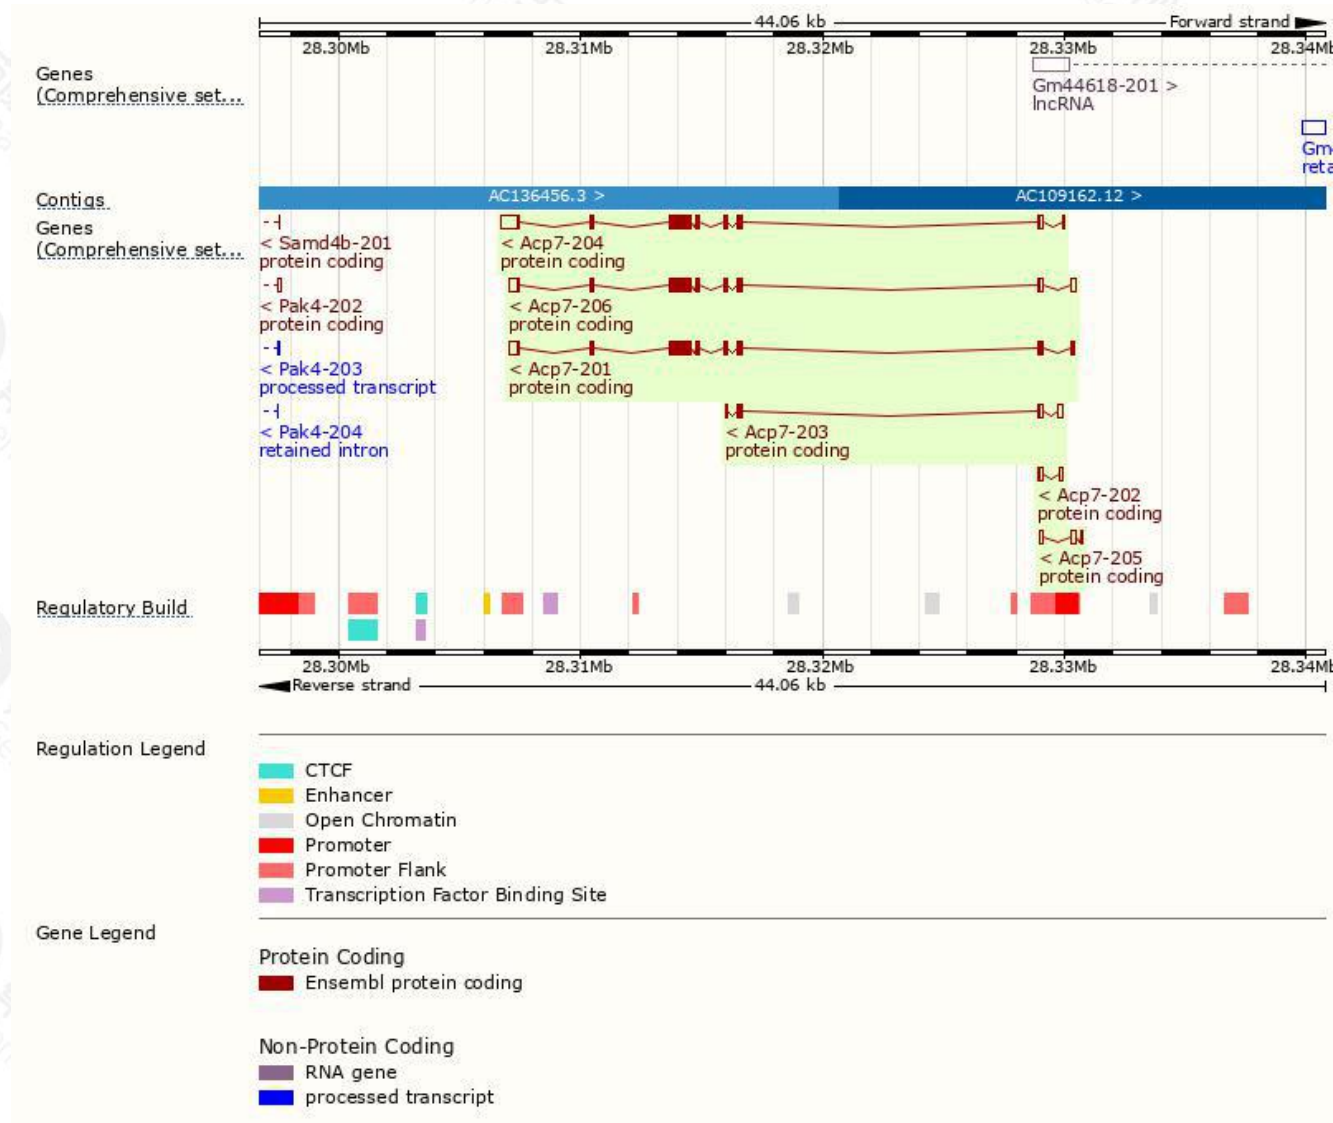 44.06 kb Forward strand
28.30Mb 28.31Mb 28.32Mb 28.33Mb 28.34Mb
Genes
(Comprehensive set...
Gm44618-201 >
lncRNA
Gm
reta
Contigs
AC136456.3 > AC109162.12 >
Genes
(Comprehensive set...
< Samd4b-201 < Acp7-204
protein coding protein coding
< Pak4-202 < Acp7-206
protein coding protein coding
< Pak4-203 < Acp7-201
processed transcript protein coding
< Pak4-204 < Acp7-203
retained intron protein coding
< Acp7-202
protein coding
< Acp7-205
protein coding
Regulatory Build
28.30Mb 28.31Mb 28.32Mb 28.33Mb 28.34Mb
Reverse strand 44.06 kb
Regulation Legend
CTCF
Enhancer
Open Chromatin
Promoter
Promoter Flank
Transcription Factor Binding Site
Gene Legend
Protein Coding
Ensembl protein coding
Non-Protein Coding
RNA gene
processed transcript